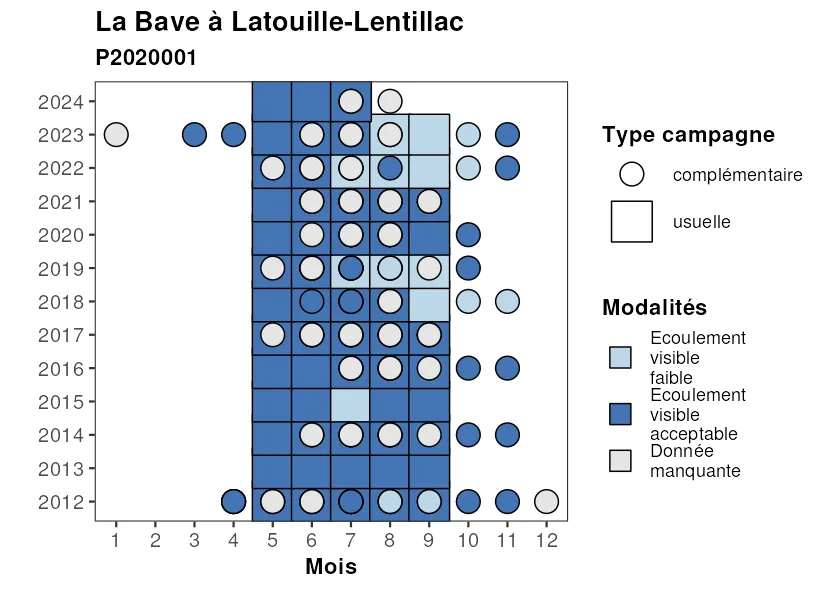 La Bave à Latouille-Lentillac
P2020001
2024
2023
2022
2021
2020
2019
2018
2017
2016
2015
2014
2013
2012
1 2 3 4 5 6 7 8 9 10 11 12
Mois
Type campagne
complémentaire
usuelle
Modalités
Ecoulement
visible
faible
Ecoulement
visible
acceptable
Donnée
manquante